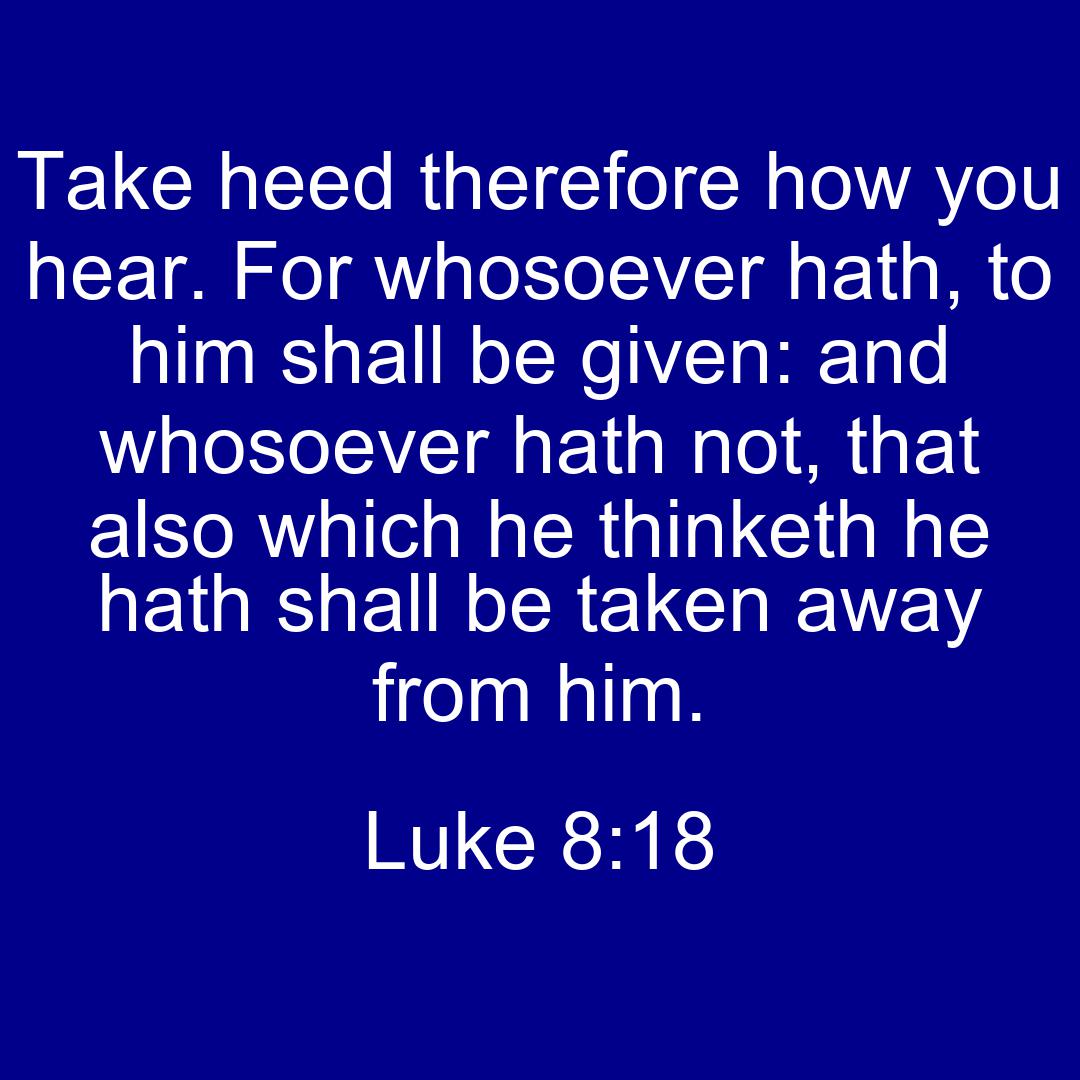 Take heed therefore how you
hear. For whosoever hath, to
him shall be given: and
whosoever hath not, that
also which he thinketh he
hath shall be taken away
from him.
Luke 8:18